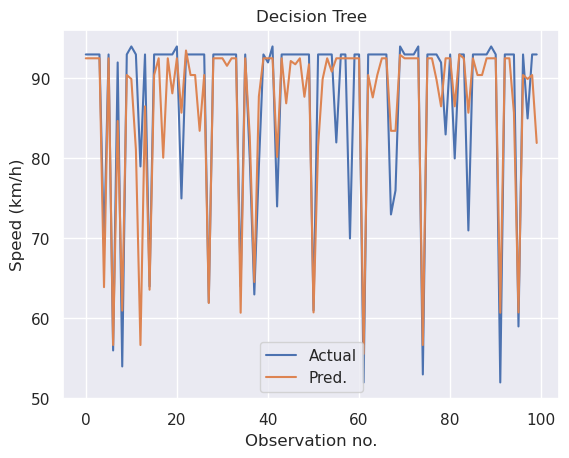 Decision Tree
Speed (km/h)
90
80
70
60
50
0
20
40
60
80
100
Observation no.
Actual
Pred.